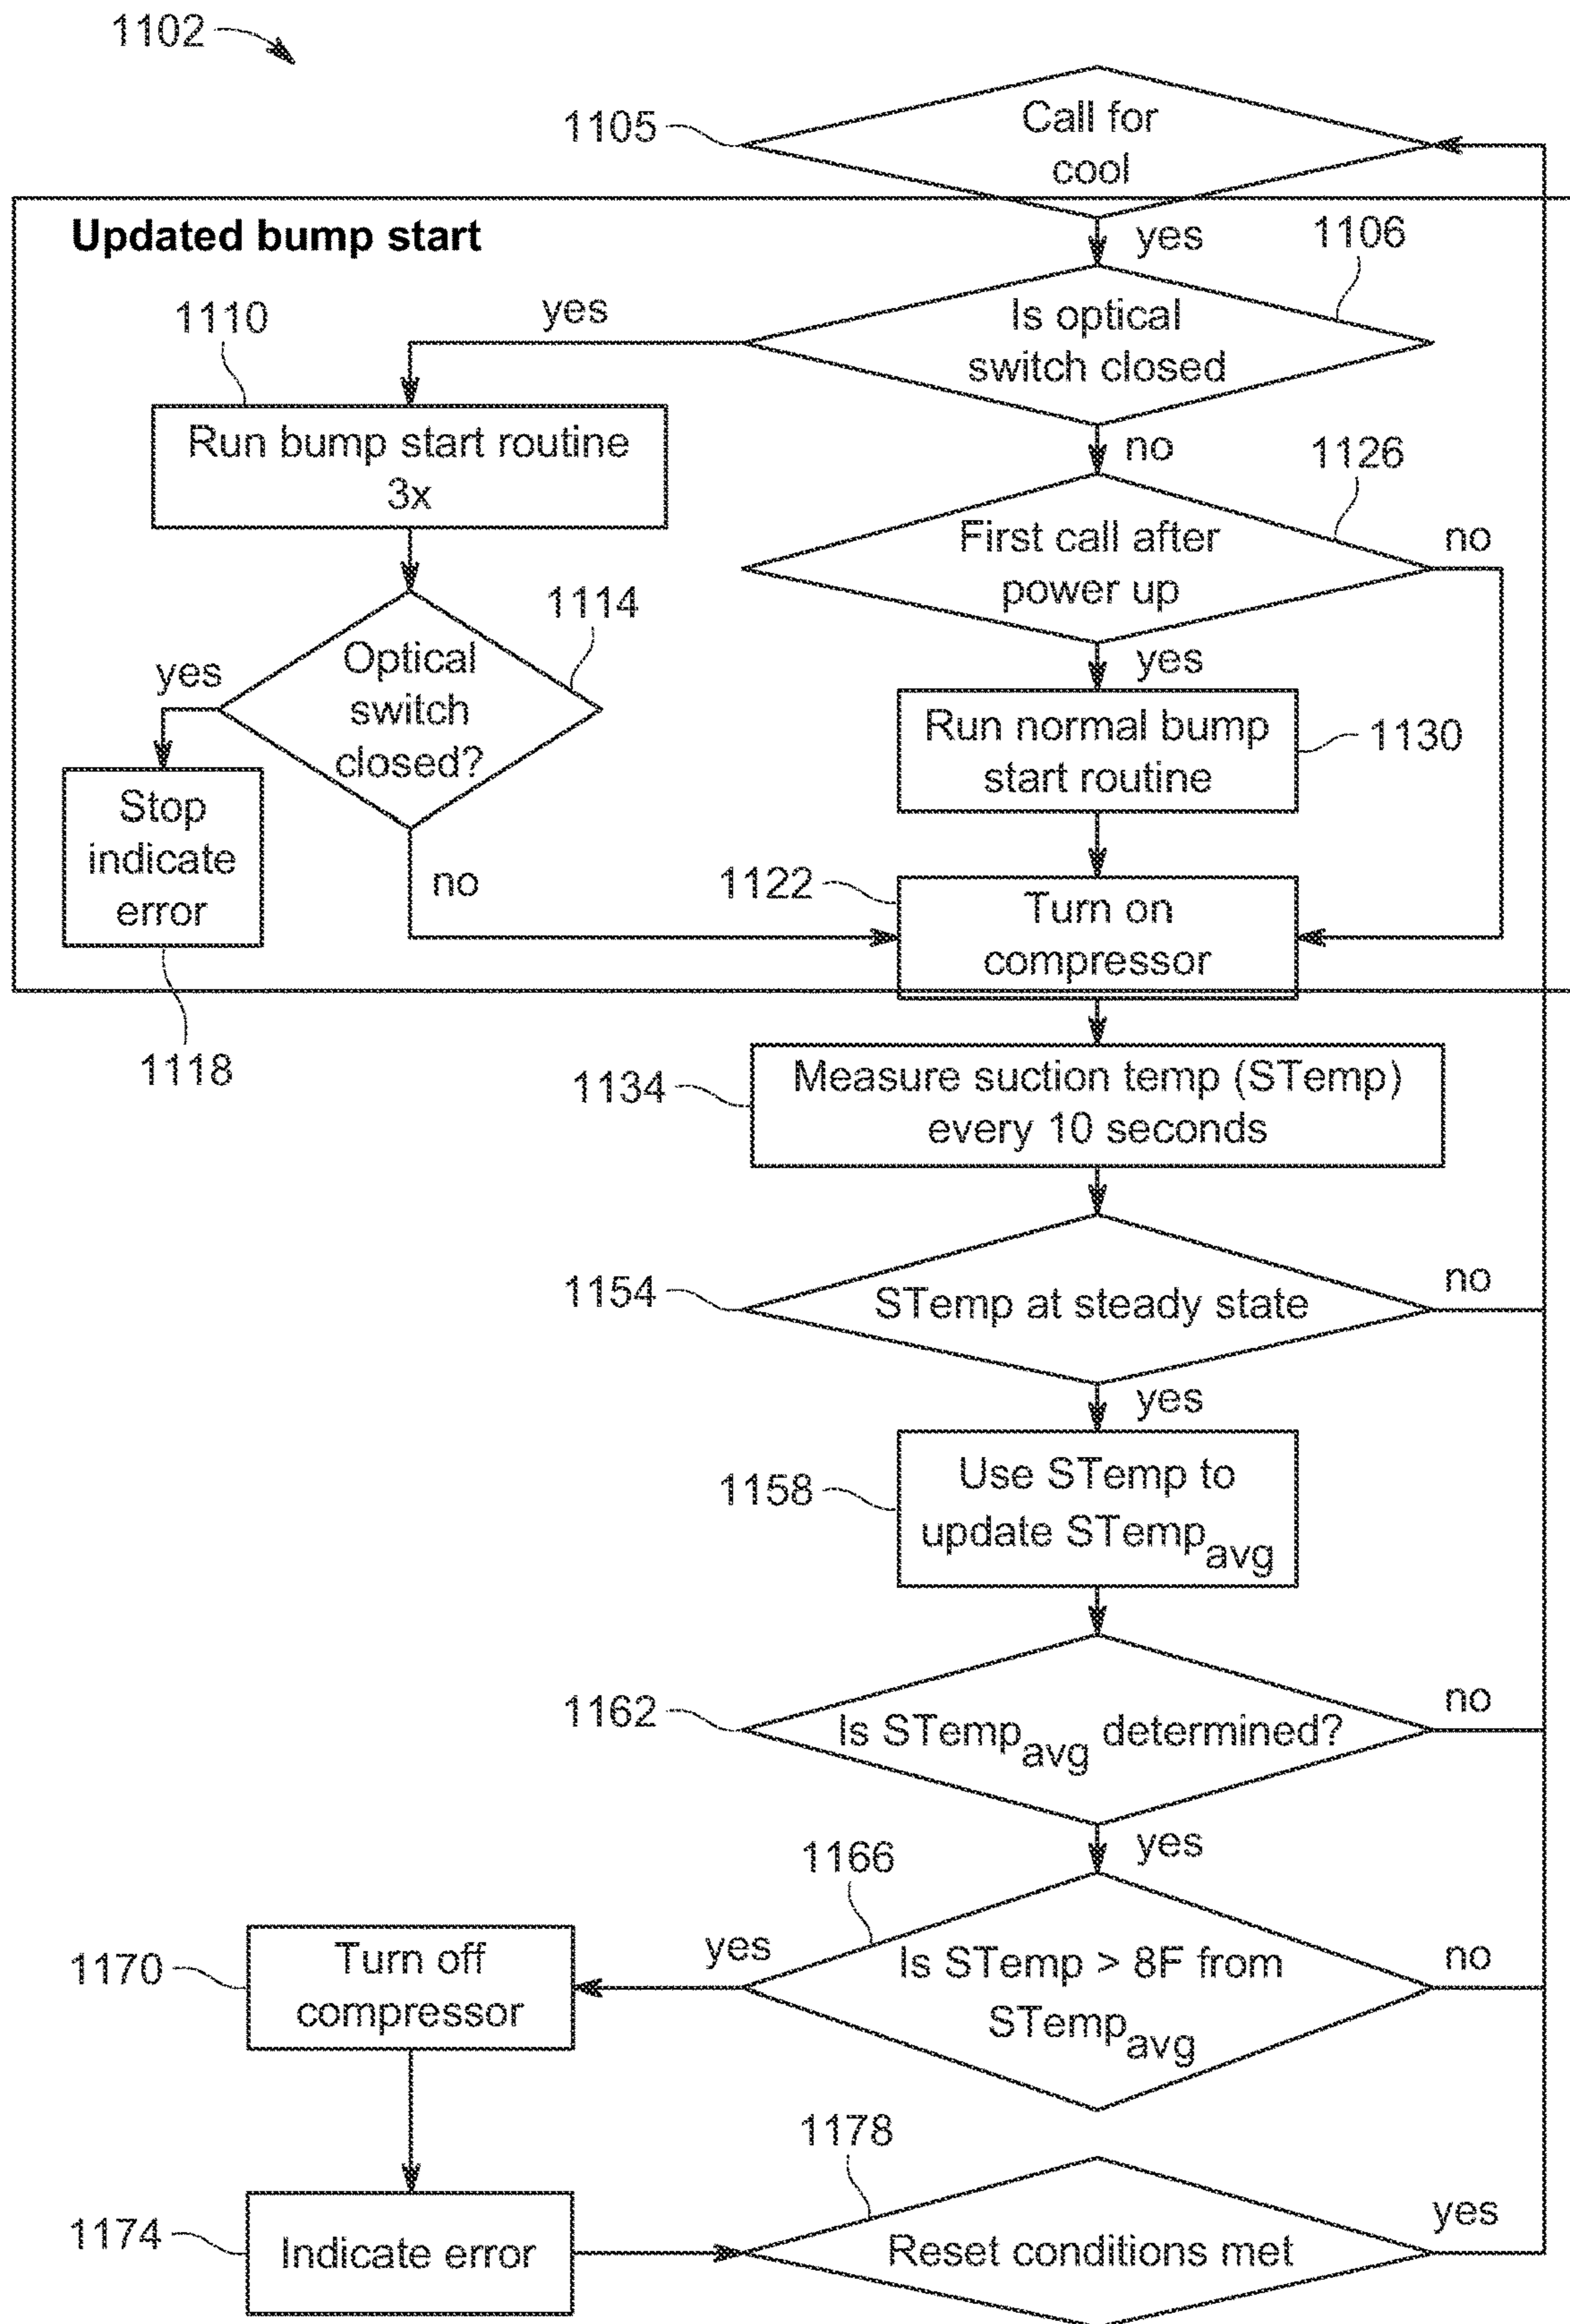 1102
1105
Call for
cool
Updated bump start
yes
1106
1110
yes
Is optical
switch closed
Run bump start routine
3x
no
1126
First call after
power up
no
1114
Optical
switch
closed?
yes
yes
Run normal bump
start routine
1130
Stop
indicate
error
no
1122
Turn on
compressor
1118
1134
Measure suction temp (STemp)
every 10 seconds
1154
STemp at steady state
no
yes
1158
Use STemp to
update STempavg
1162
Is STempavg determined?
no
yes
1166
1170
Turn off
compressor
yes
Is STemp > 8F from
STempavg
no
1178
1174
Indicate error
Reset conditions met
yes